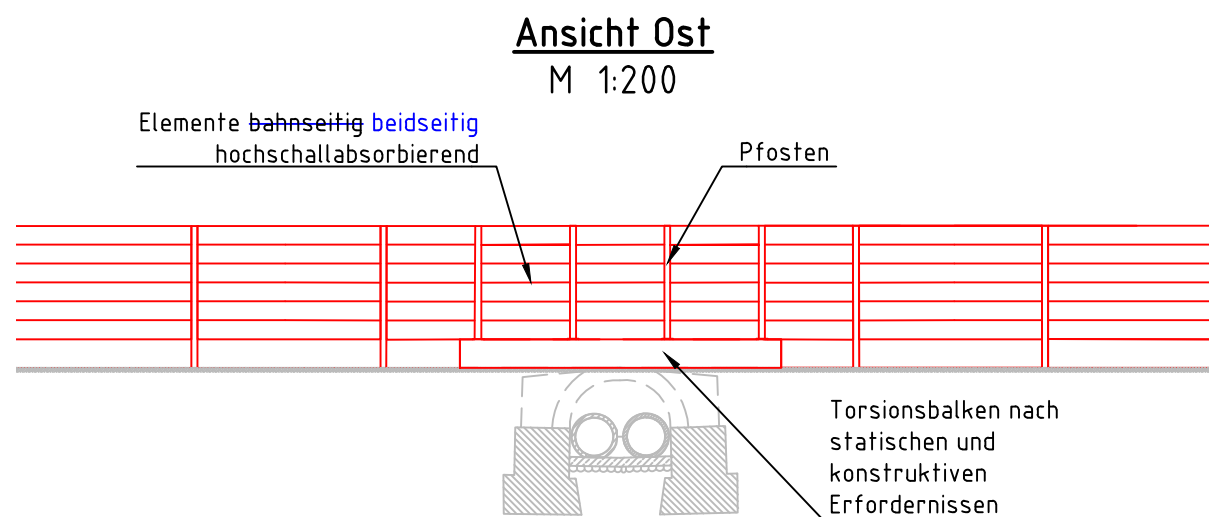 Ansicht Ost
M 1:200
Elemente bahnseitig beidseitig
hochschallabsorbierend
Pfosten
Torsionsbalken nach
statischen und
konstruktiven
Erfordernissen